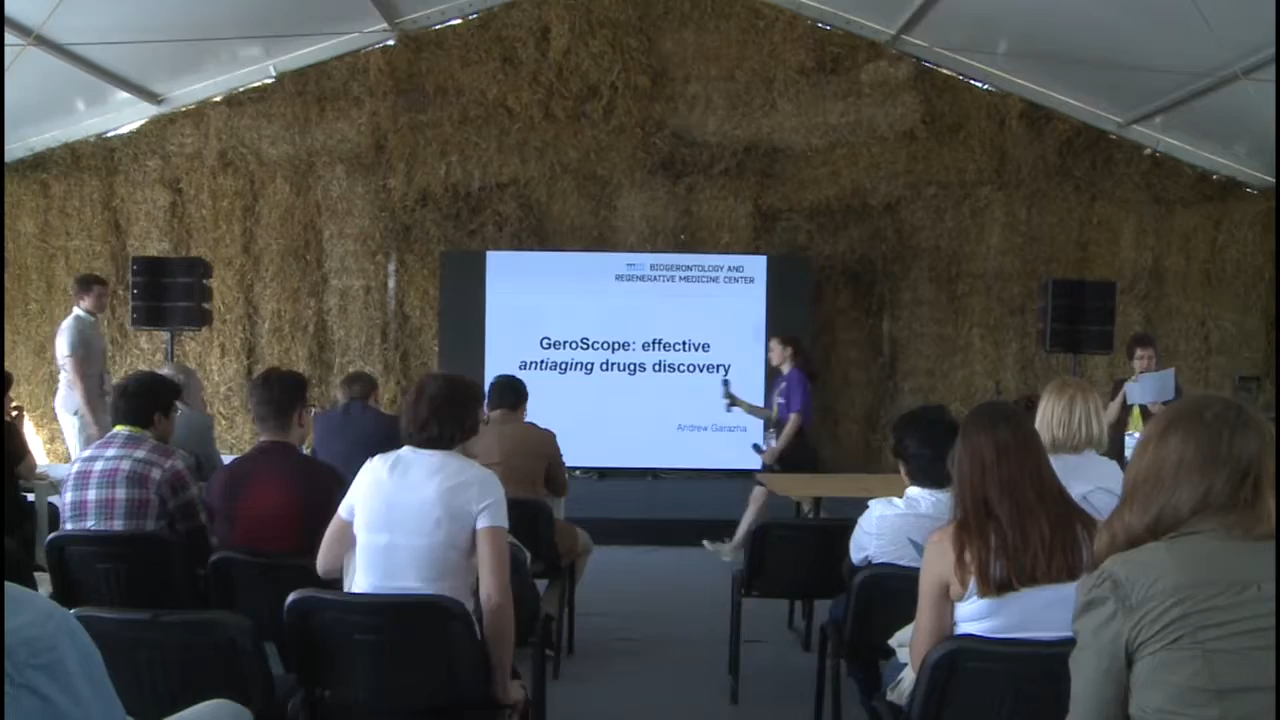 BIOGERONTOLOGY AND
REGENERATIVE MEDICINE CENTER
GeroScope: effective
antiaging drugs discovery
Andrew Garazha